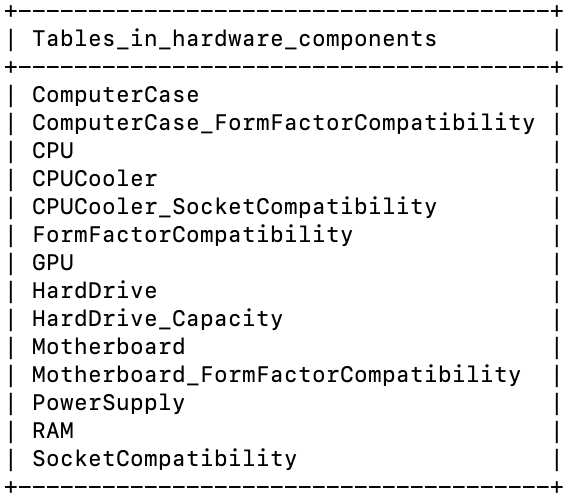 +--------------------------------------+
| Tables_in_hardware_components        |
+--------------------------------------+
| ComputerCase                         |
| ComputerCase_FormFactorCompatibility |
| CPU                                  |
| CPUCooler                            |
| CPUCooler_SocketCompatibility        |
| FormFactorCompatibility              |
| GPU                                  |
| HardDrive                            |
| HardDrive_Capacity                   |
| Motherboard                          |
| Motherboard_FormFactorCompatibility  |
| PowerSupply                          |
| RAM                                  |
| SocketCompatibility                  |
+--------------------------------------+